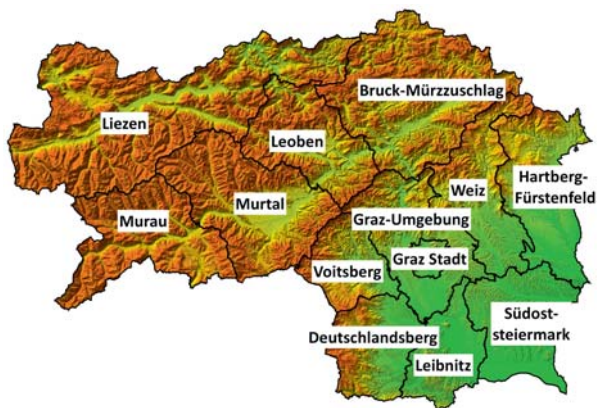 Bruck-Mürzzuschlag
Liezen
Leoben
Hartberg-
Fürstenfeld
Weiz
Murtal
Murau
Graz-Umgebung
Graz Stadt
Voitsberg
Südost-
steiermark
Deutschlandsberg
Leibnitz